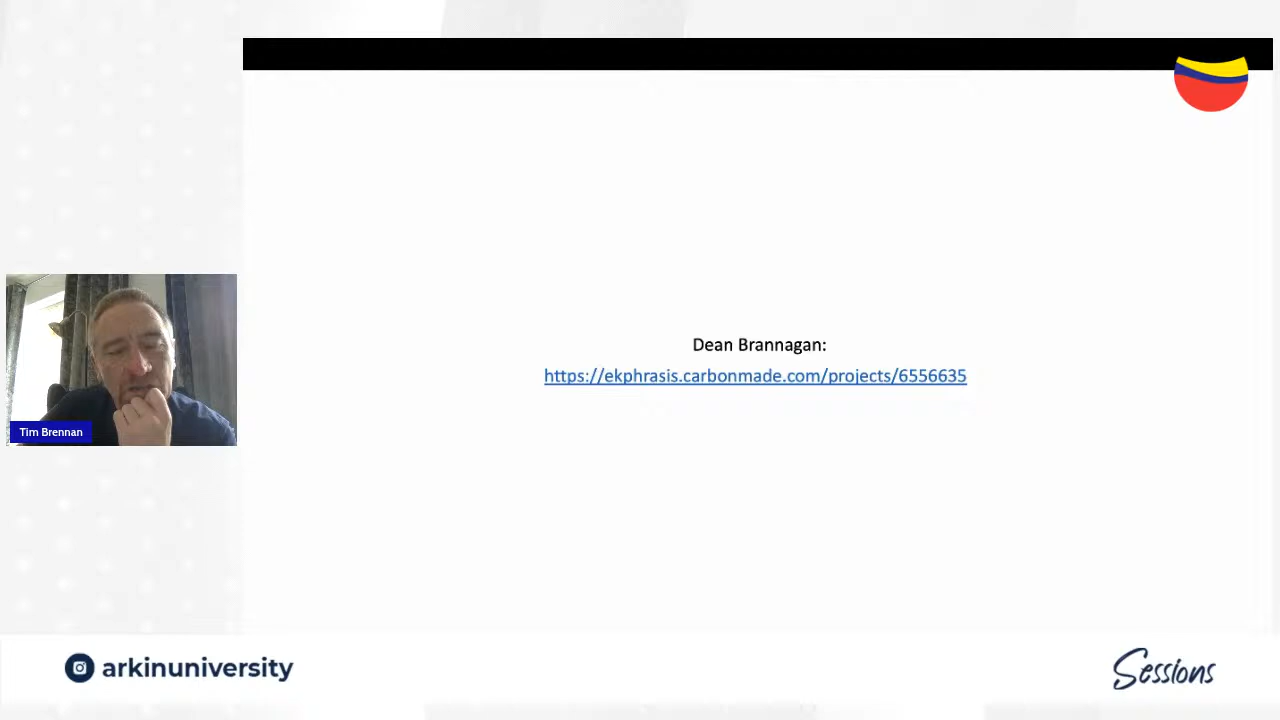 Dean Brannagan:
https://ekphrasis.carbonmade.com/projects/6556635
Tim Brennan
arkinuniversity
Sessions